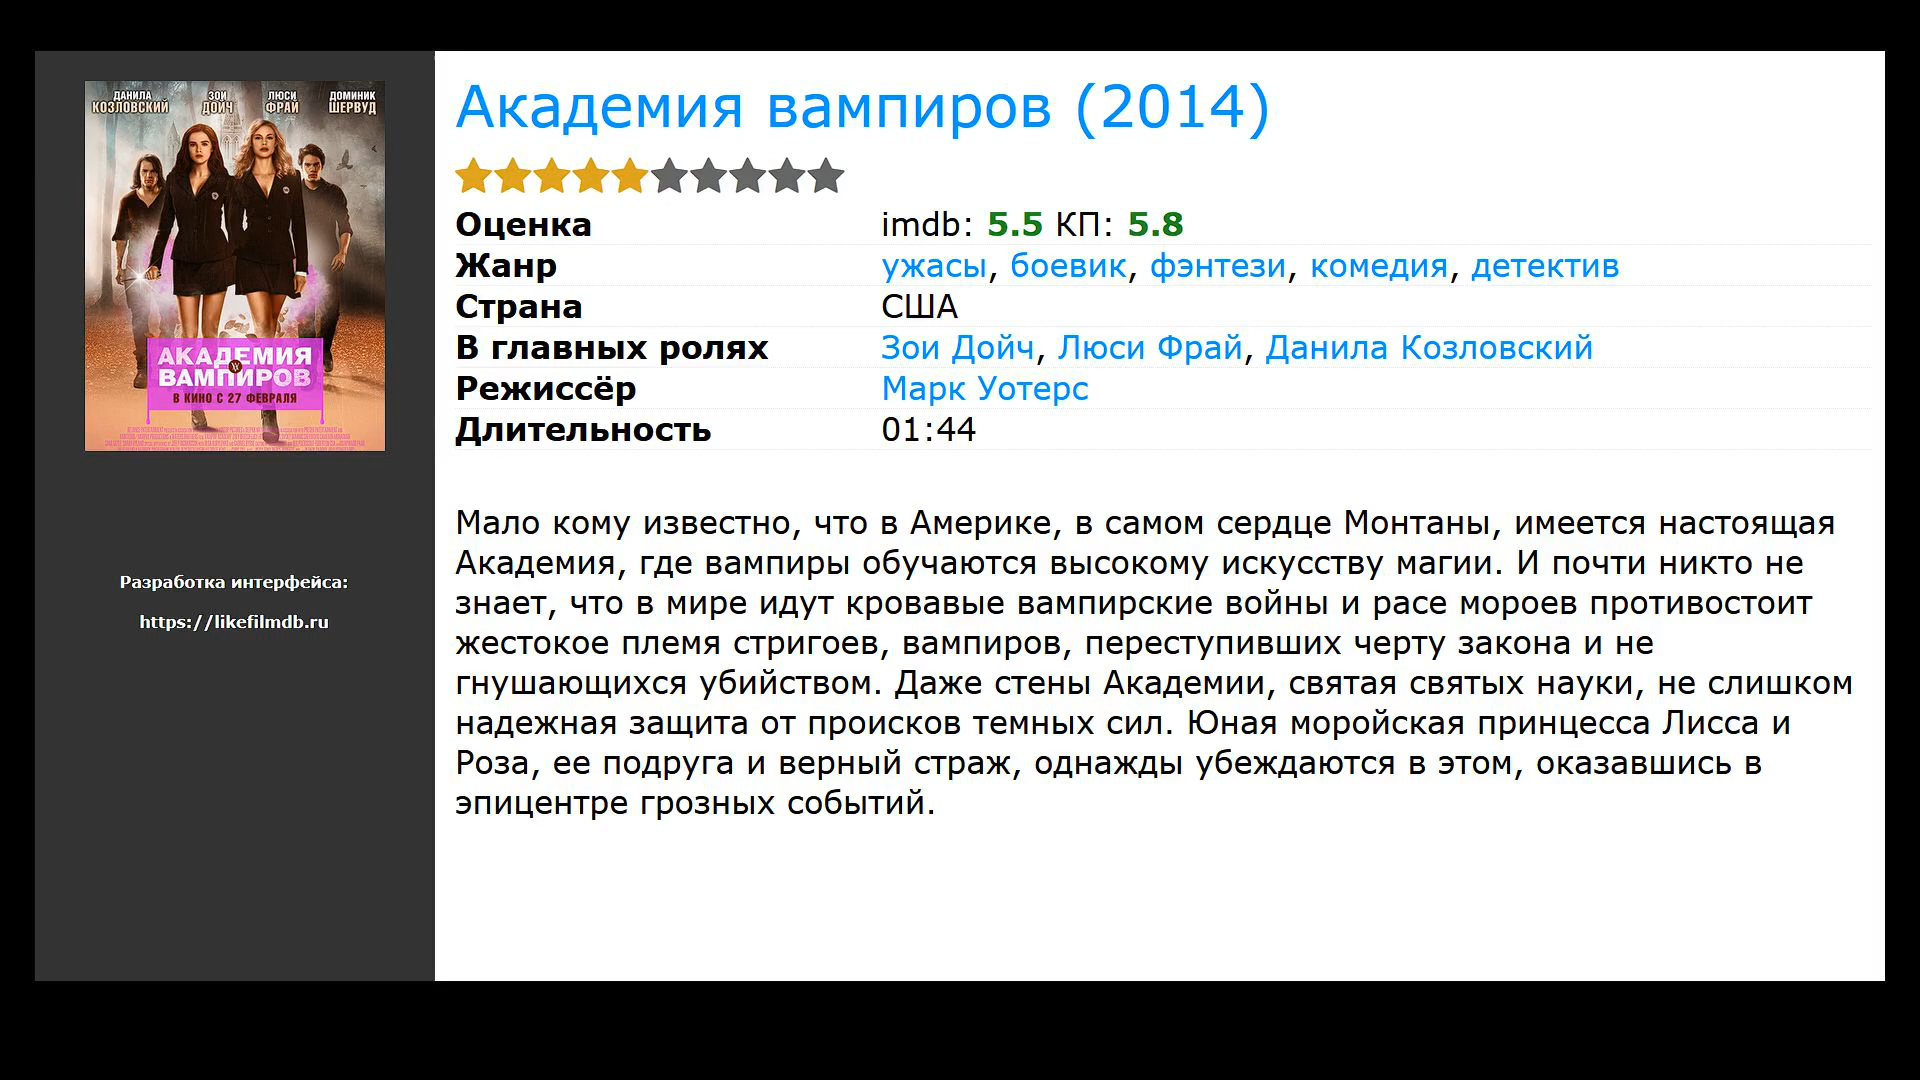 ДАНИЛА КОЗЛОВСКИЙ
ЗОИ ДОЙЧ
ЛЮСИ ФРАЙ
ДОМИНИК ШЕРВУД
АКАДЕМИЯ
ВАМПИРОВ
В КИНО С 27 ФЕВРАЛЯ
Разработка интерфейса:
https://likefilmdb.ru
Академия вампиров (2014)
Оценка imdb: 5.5 КП: 5.8
Жанр ужасы, боевик, фэнтези, комедия, детектив
Страна США
В главных ролях Зои Дойч, Люси Фрай, Данила Козловский
Режиссёр Марк Уотерс
Длительность 01:44
Мало кому известно, что в Америке, в самом сердце Монтаны, имеется настоящая
Академия, где вампиры обучаются высокому искусству магии. И почти никто не
знает, что в мире идут кровавые вампирские войны и расе мороев противостоит
жестокое племя стригоев, вампиров, переступивших черту закона и не
гнушающихся убийством. Даже стены Академии, святая святых науки, не слишком
надежная защита от происков темных сил. Юная моройская принцесса Лисса и
Роза, ее подруга и верный страж, однажды убеждаются в этом, оказавшись в
эпицентре грозных событий.